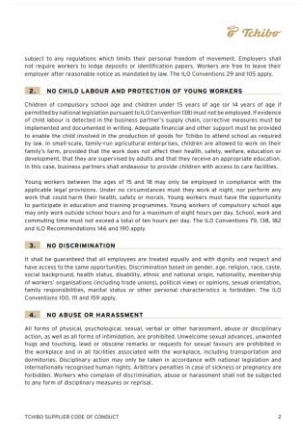 Tchibo
subject to any regulations which limits their personal freedom of movement. Employers shall
not require workers to lodge deposits or identification papers. Workers are free to leave their
employer after reasonable notice as mandated by law. The ILO Conventions 29 and 105 apply.
2. NO CHILD LABOUR AND PROTECTION OF YOUNG WORKERS
Children of compulsory school age and children under 15 years of age (or 14 years of age if
permitted by national legislation pursuant to ILO Convention 138) must not be employed. If evidence
of child labour is detected in the business partner's supply chain, corrective measures must be
implemented and documented in writing. Adequate financial and other support must be provided
to enable the child involved in the production of goods for Tchibo to attend school as required
by law. In small-scale, family-run agricultural enterprises, children are allowed to work on their
family's farm, provided that the work does not affect their health, safety, welfare, education or
development, that they are supervised by adults and that they receive an appropriate education.
In this case, business partners shall endeavour to provide children with access to care facilities.
Young workers between the ages of 15 and 18 may only be employed in compliance with the
applicable legal provisions. Under no circumstances must they work at night, nor perform any
work that could harm their health, safety or morals. Young workers must have the opportunity
to participate in education and training programmes. Young workers of compulsory school age
may only work outside school hours and for a maximum of eight hours per day. School, work and
commuting time must not exceed a total of ten hours per day. The ILO Conventions 79, 138, 182
and ILO Recommendations 146 and 190 apply.
3. NO DISCRIMINATION
It shall be guaranteed that all employees are treated equally and with dignity and respect and
have access to the same opportunities. Discrimination based on gender, age, religion, race, caste,
social background, health status, disability, ethnic and national origin, nationality, membership
of workers' organisations (including trade unions), political views or opinions, sexual orientation,
family responsibilities, marital status or other personal characteristics is forbidden. The ILO
Conventions 100, 111 and 159 apply.
4. NO ABUSE OR HARASSMENT
All forms of physical, psychological, sexual, verbal or other harassment, abuse or disciplinary
action, as well as all forms of intimidation, are prohibited. Unwelcome sexual advances, unwanted
hugs and touching, lewd or obscene remarks or requests for sexual favours are prohibited in
the workplace and in all facilities associated with the workplace, including transportation and
dormitories. Disciplinary action may only be taken in accordance with national legislation and
internationally recognised human rights. Arbitrary penalties in case of sickness or pregnancy are
forbidden. Workers who complain of discrimination, abuse or harassment shall not be subjected
to any form of disciplinary measures or reprisal.
TCHIBO SUPPLIER CODE OF CONDUCT 2